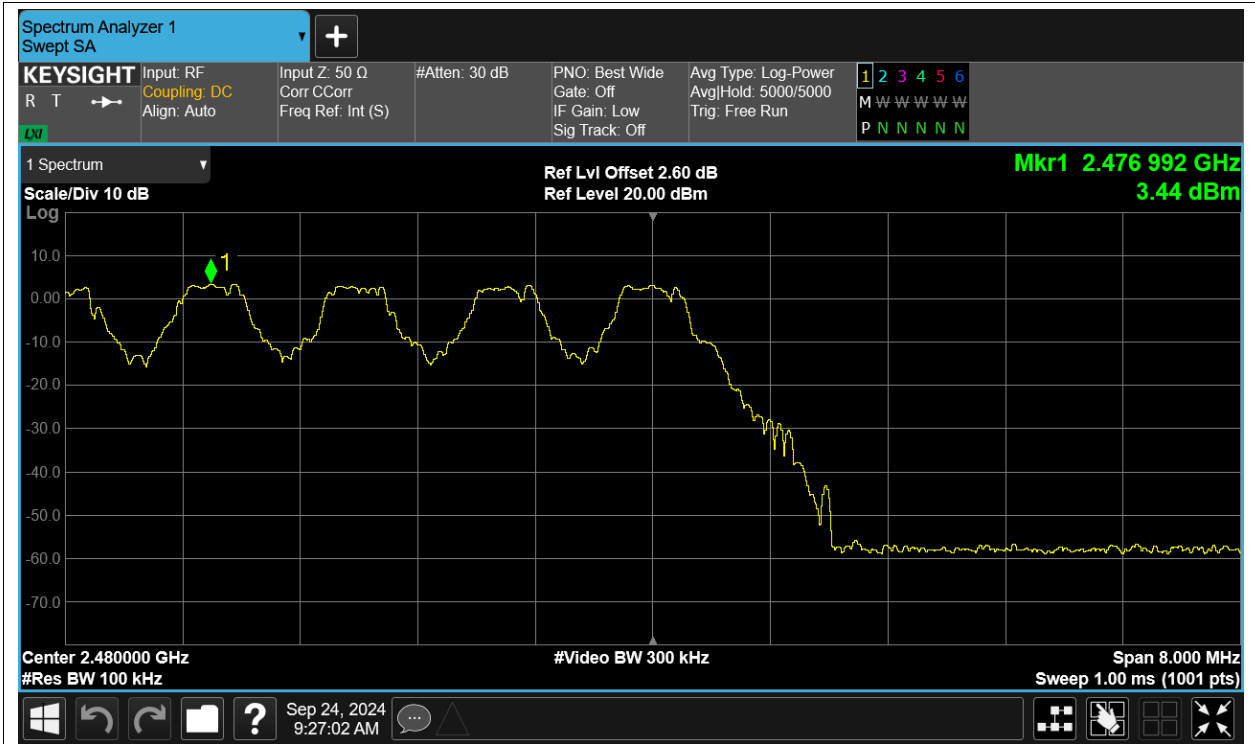 Spectrum Analyzer 1
Swept SA
KEYSIGHT
R T
LXI
Input: RF
Coupling: DC
Align: Auto
Input Z: 50 Ω
Corr CCorr
Freq Ref: Int (S)
#Atten: 30 dB
PNO: Best Wide
Gate: Off
IF Gain: Low
Sig Track: Off
Avg Type: Log-Power
Avg|Hold: 5000/5000
Trig: Free Run
1 2 3 4 5 6
M W W W W W
P N N N N N
1 Spectrum
Scale/Div 10 dB
Log
Ref Lvl Offset 2.60 dB
Ref Level 20.00 dBm
Mkr1 2.476 992 GHz
3.44 dBm
1
10.0
0.00
-10.0
-20.0
-30.0
-40.0
-50.0
-60.0
-70.0
Center 2.480000 GHz
#Res BW 100 kHz
#Video BW 300 kHz
Span 8.000 MHz
Sweep 1.00 ms (1001 pts)
?
Sep 24, 2024
9:27:02 AM